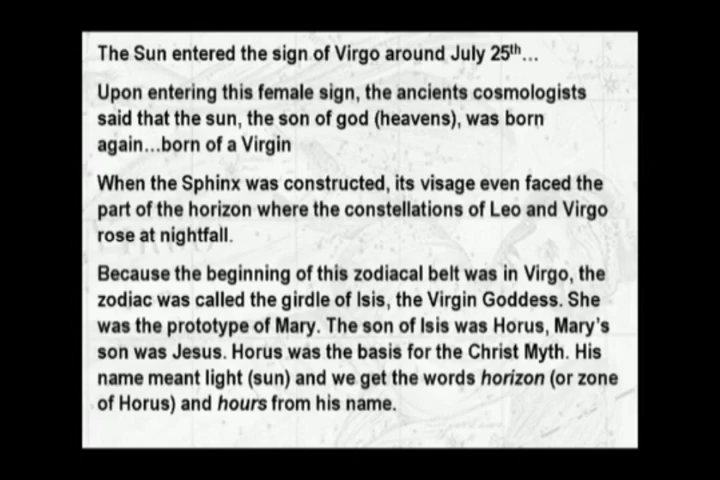 The Sun entered the sign of Virgo around July 25th...
Upon entering this female sign, the ancients cosmologists
said that the sun, the son of god (heavens), was born
again...born of a Virgin
When the Sphinx was constructed, its visage even faced the
part of the horizon where the constellations of Leo and Virgo
rose at nightfall.
Because the beginning of this zodiacal belt was in Virgo, the
zodiac was called the girdle of Isis, the Virgin Goddess. She
was the prototype of Mary. The son of Isis was Horus, Mary's
son was Jesus. Horus was the basis for the Christ Myth. His
name meant light (sun) and we get the words horizon (or zone
of Horus) and hours from his name.